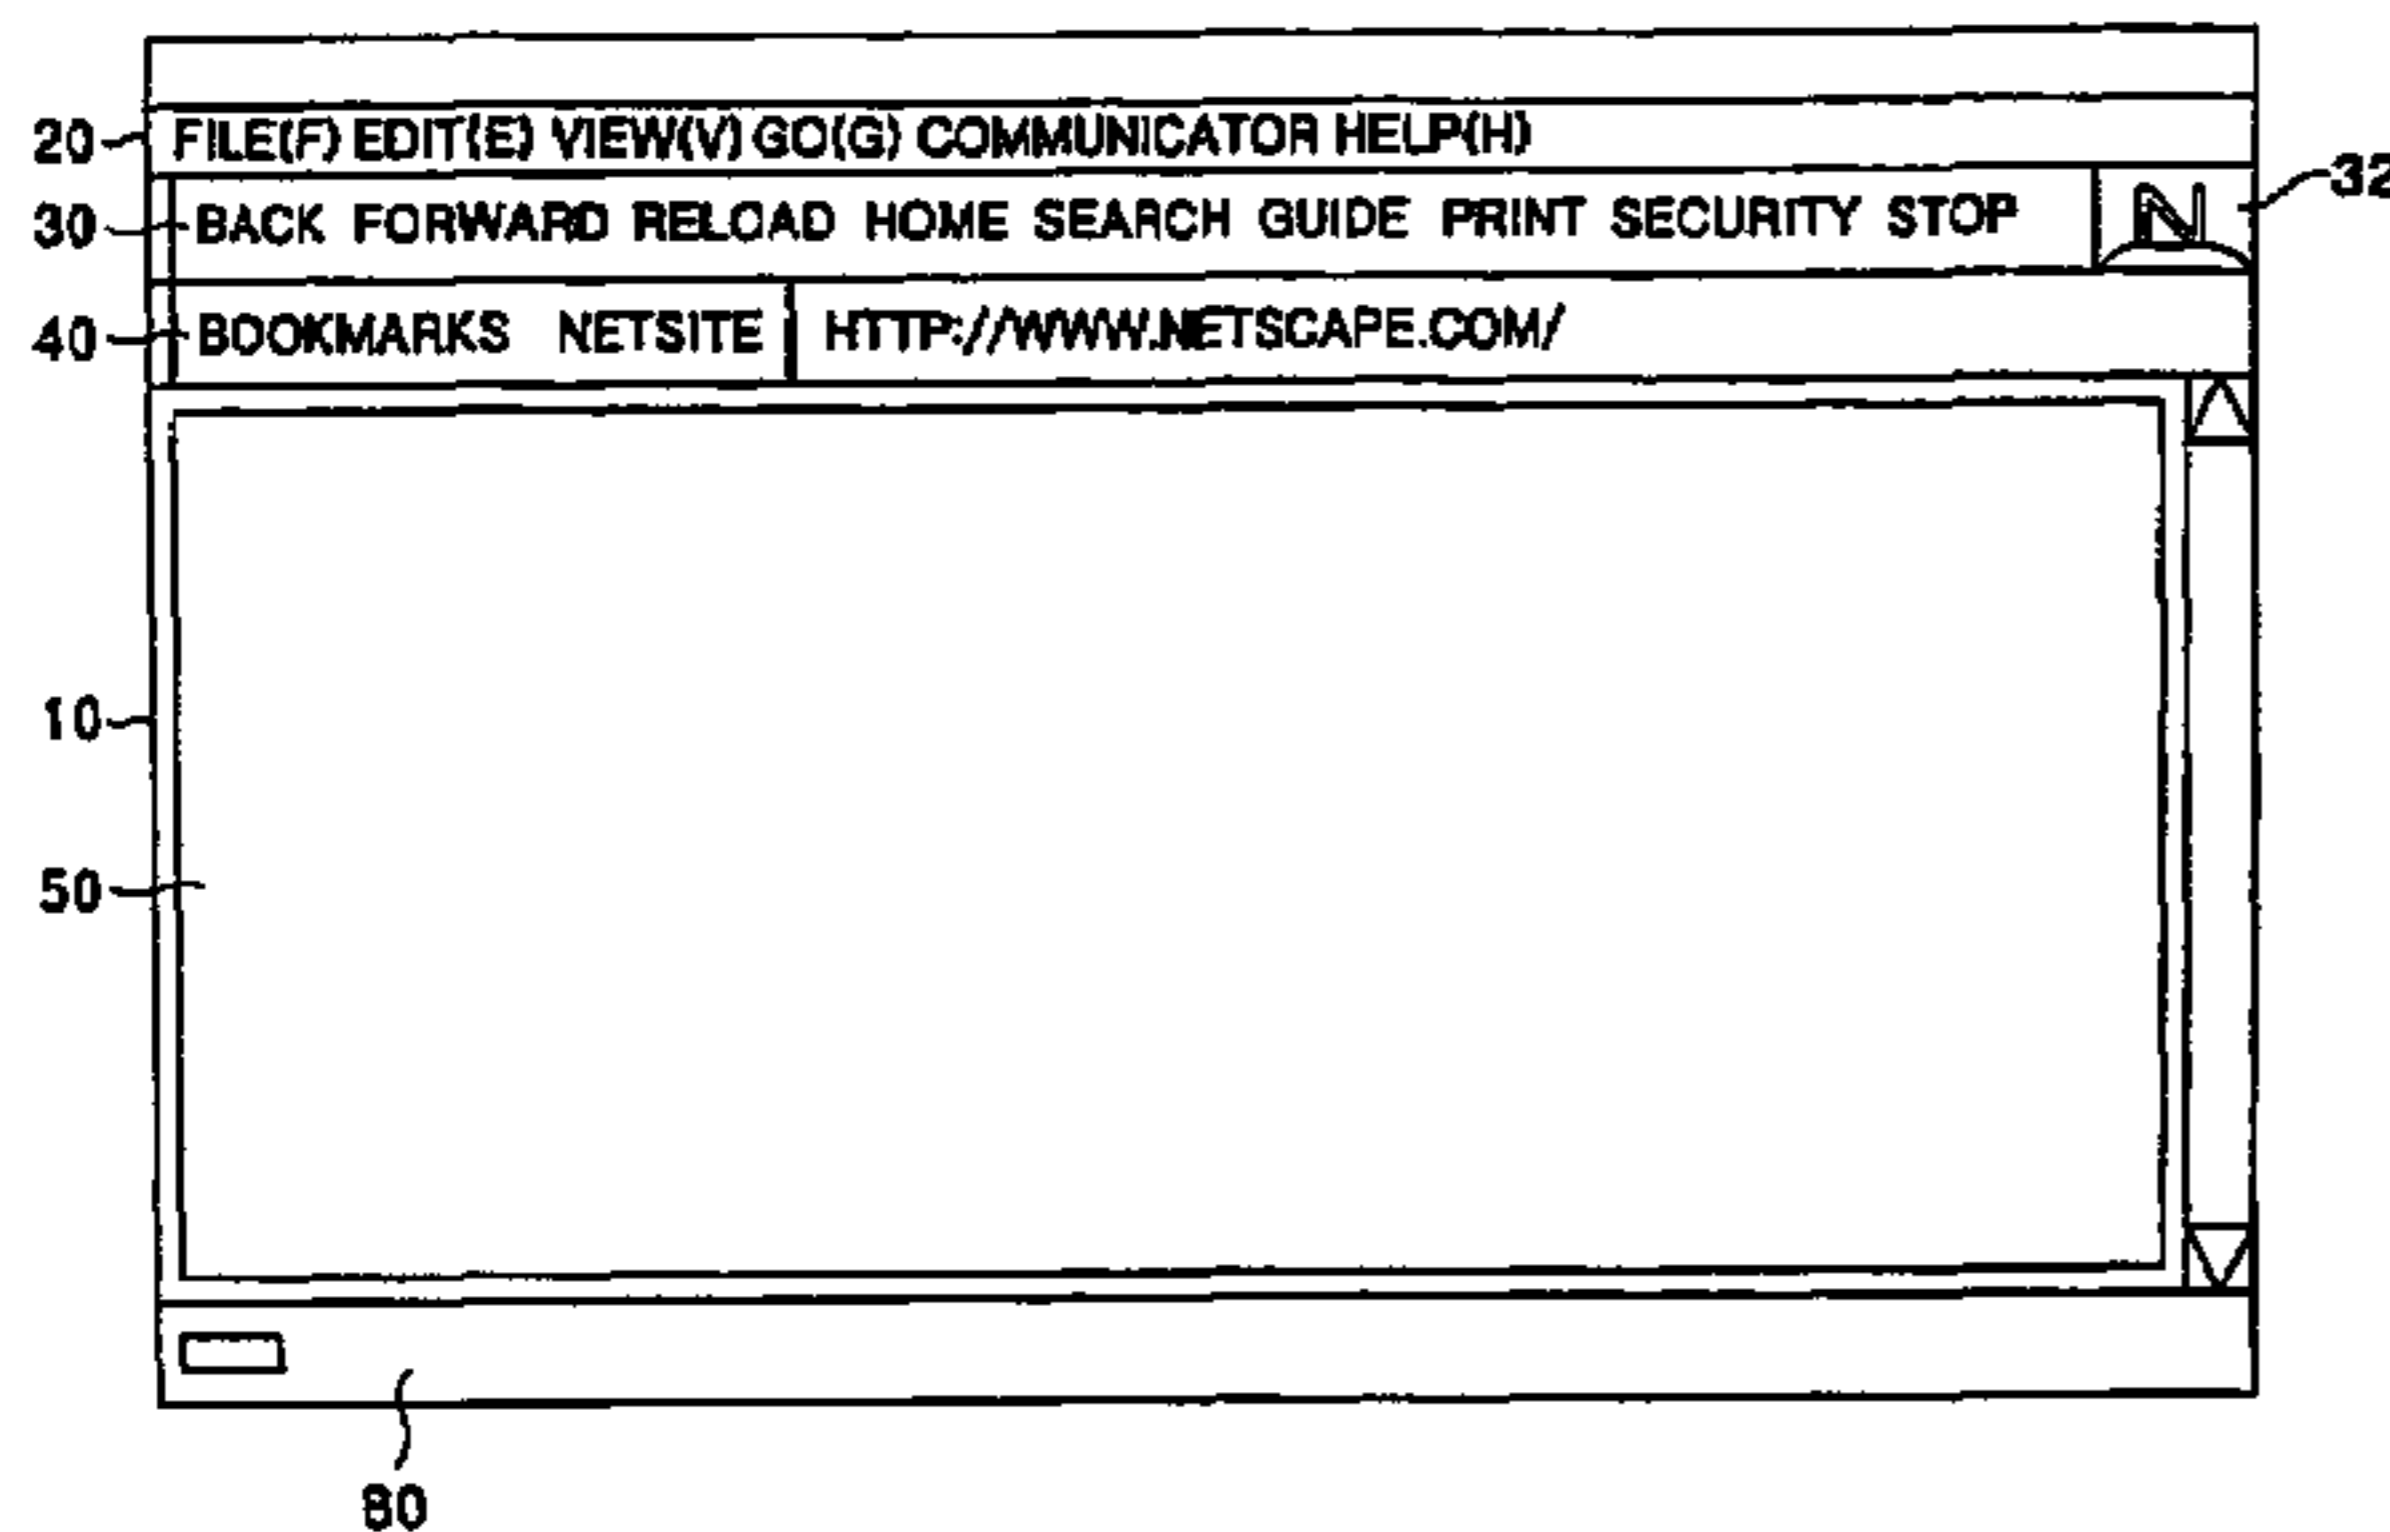 20 FILE(F) EDIT(E) VIEW(V) GO(G) COMMUNICATOR HELP(H)
30 BACK FORWARD RELOAD HOME SEARCH GUIDE PRINT SECURITY STOP N 32
40 BOOKMARKS NETSITE HTTP://WWW.NETSCAPE.COM/
10
50